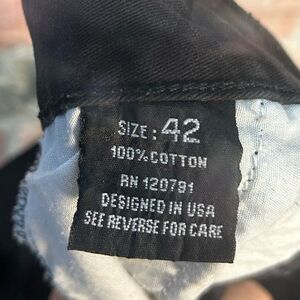 SIZE: 42
100% COTTON
RN 120791
DESIGNED IN USA
SEE REVERSE FOR CARE